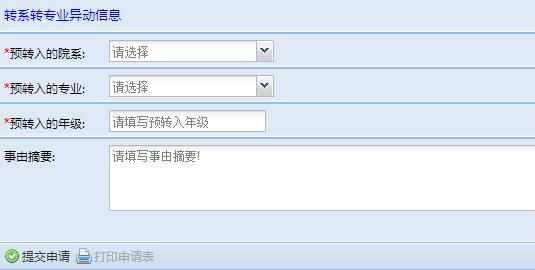 转系转专业异动信息
*预转入的院系: 请选择
*预转入的专业: 请选择
*预转入的年级: 请填写预转入年级
事由摘要: 请填写事由摘要!
提交申请 打印申请表